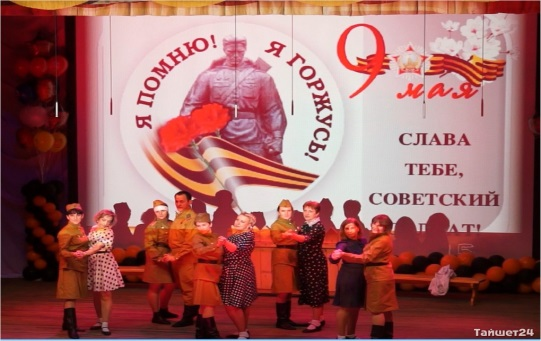 Я ПОМНЮ! Я ГОРЖУСЬ!
9 мая
СЛАВА
ТЕБЕ,
СОВЕТСКИЙ
Тайшет24